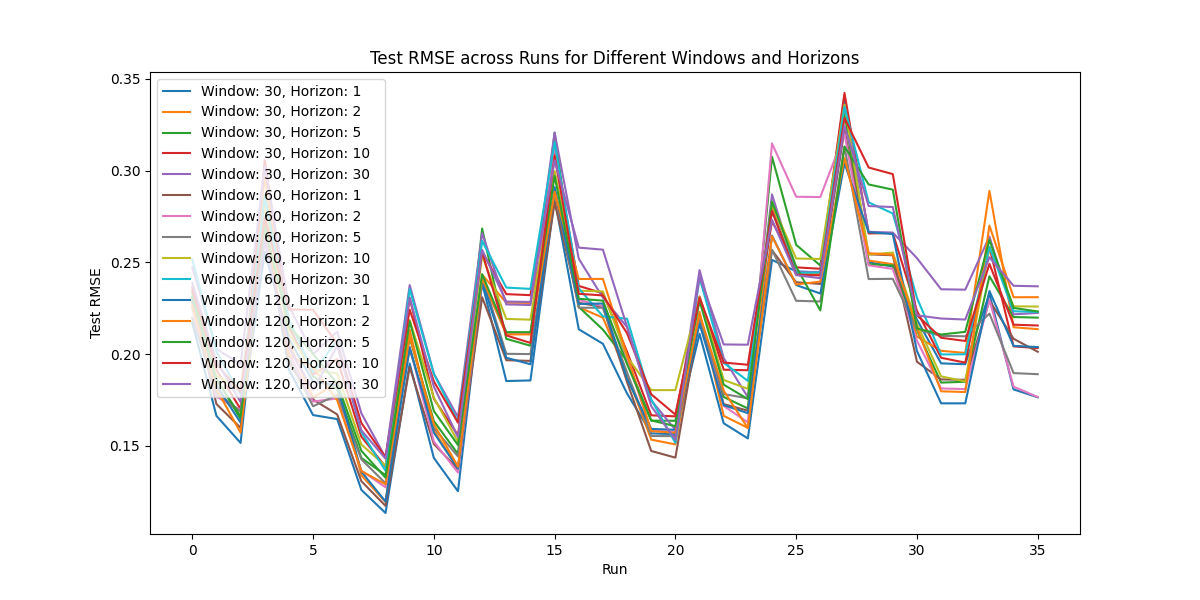 Test RMSE across Runs for Different Windows and Horizons
0.35
0.30
0.25
0.20
0.15
Test RMSE
Window: 30, Horizon: 1
Window: 30, Horizon: 2
Window: 30, Horizon: 5
Window: 30, Horizon: 10
Window: 30, Horizon: 30
Window: 60, Horizon: 1
Window: 60, Horizon: 2
Window: 60, Horizon: 5
Window: 60, Horizon: 10
Window: 60, Horizon: 30
Window: 120, Horizon: 1
Window: 120, Horizon: 2
Window: 120, Horizon: 5
Window: 120, Horizon: 10
Window: 120, Horizon: 30
0 5 10 15 20 25 30 35
Run